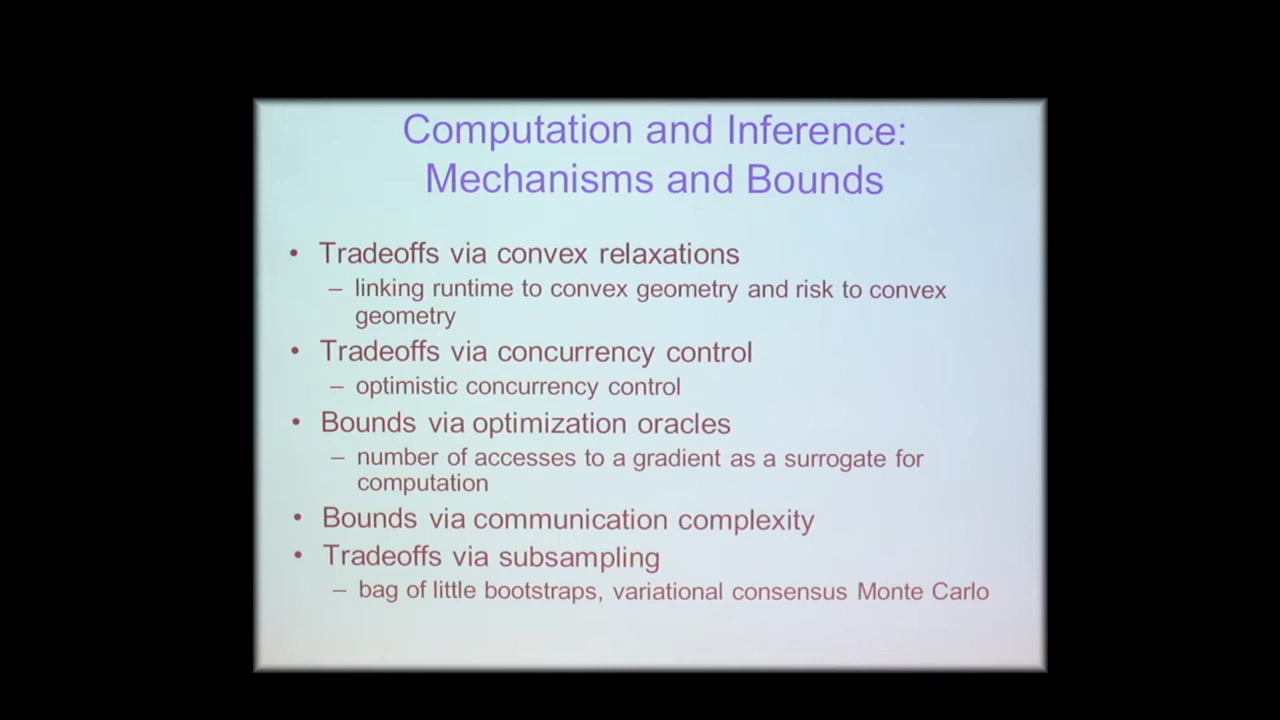 Computation and Inference:
Mechanisms and Bounds
• Tradeoffs via convex relaxations
– linking runtime to convex geometry and risk to convex
geometry
• Tradeoffs via concurrency control
– optimistic concurrency control
• Bounds via optimization oracles
– number of accesses to a gradient as a surrogate for
computation
• Bounds via communication complexity
• Tradeoffs via subsampling
– bag of little bootstraps, variational consensus Monte Carlo